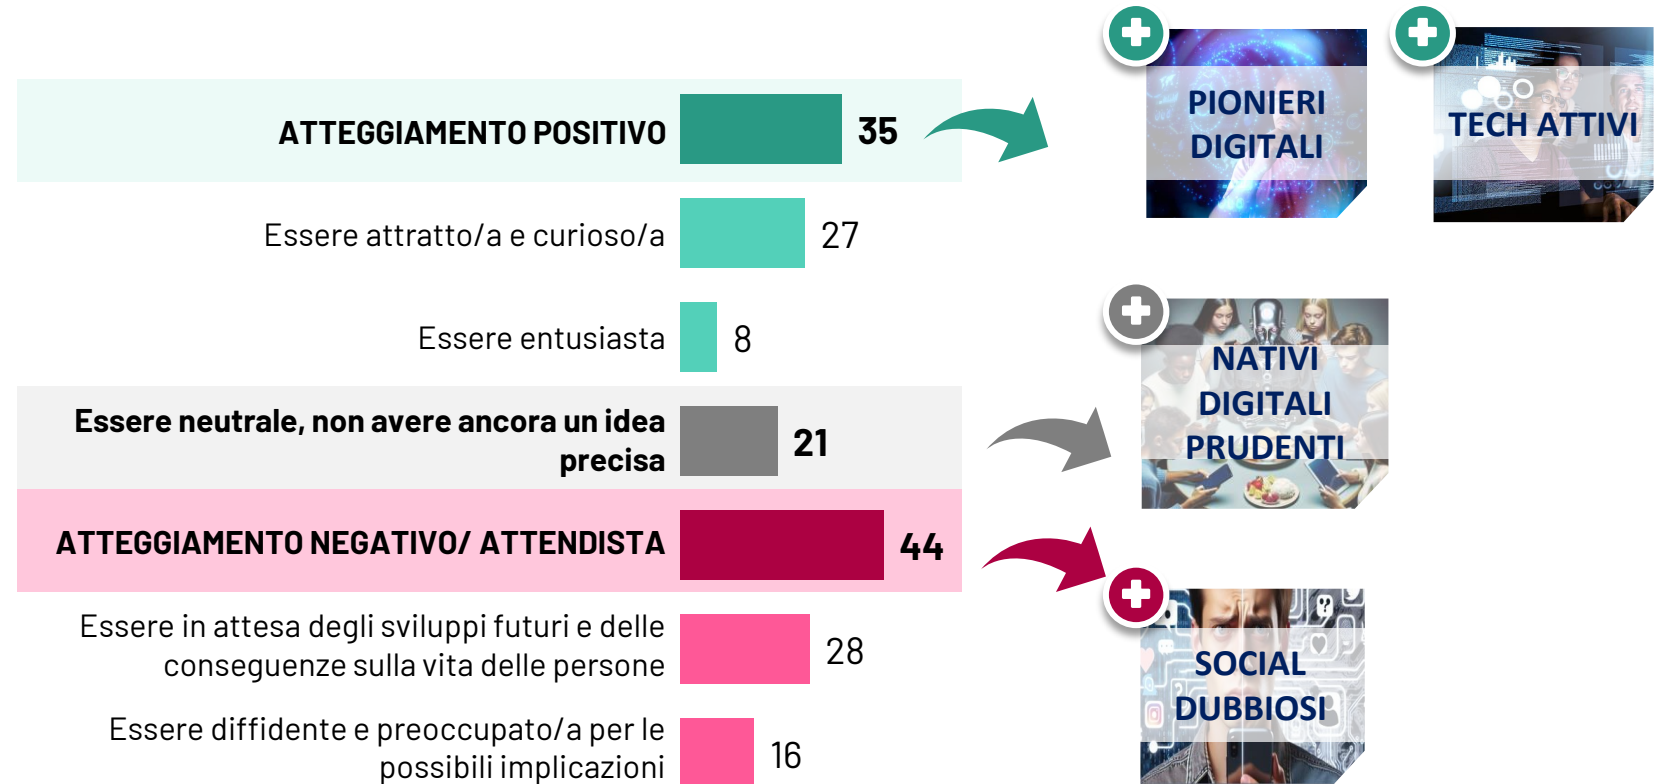 ATTEGGIAMENTO POSITIVO
35
Essere attratto/a e curioso/a
27
Essere entusiasta
8
Essere neutrale, non avere ancora un idea
precisa
21
ATTEGGIAMENTO NEGATIVO/ ATTENDISTA
44
Essere in attesa degli sviluppi futuri e delle
conseguenze sulla vita delle persone
28
Essere diffidente e preoccupato/a per le
possibili implicazioni
16
PIONIERI
DIGITALI
TECH ATTIVI
NATIVI
DIGITALI
PRUDENTI
SOCIAL
DUBBIOSI